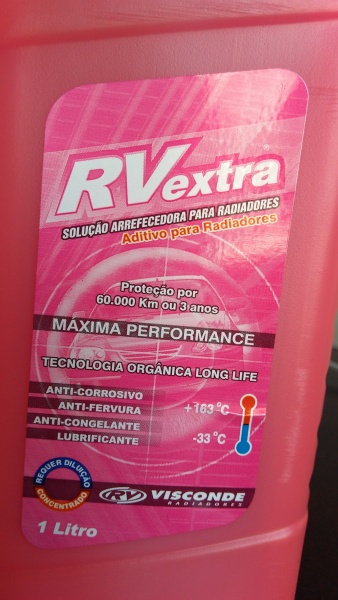 RVextra
SOLUÇÃO ARREFECEDORA PARA RADIADORES
Aditivo para Radiadores
Proteção por
60.000 Km ou 3 anos
MÁXIMA PERFORMANCE
TECNOLOGIA ORGÂNICA LONG LIFE
ANTI-CORROSIVO
ANTI-FERVURA
ANTI-CONGELANTE
LUBRIFICANTE
+163 °C
-33 °C
REQUER DILUIÇÃO
CONCENTRADO
RV VISCONDE
RADIADORES
1 Litro